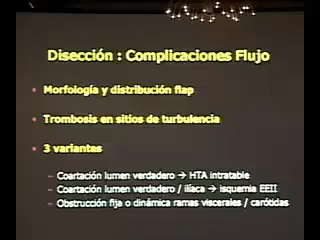 Disección : Complicaciones Flujo
• Morfología y distribución flap
• Trombosis en sitios de turbulencia
• 3 variantes
– Coartación lumen verdadero → HTA intratable
– Coartación lumen verdadero / ilíaca → isquemia EEII
– Obstrucción fija o dinámica ramas viscerales / carótidas